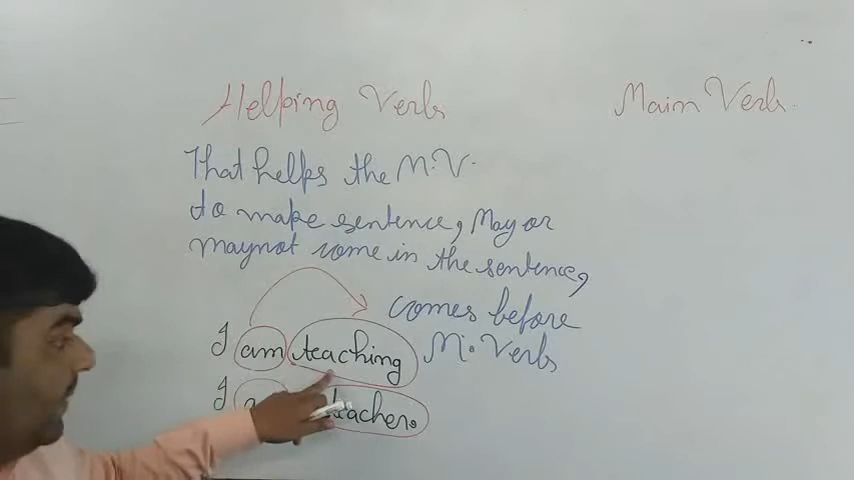 Helping Verb
Main Verb.
That helps the M.V.
to make sentence, May or
maynot come in the sentence,
comes before
M. Verbs
I am teaching
I teacher.